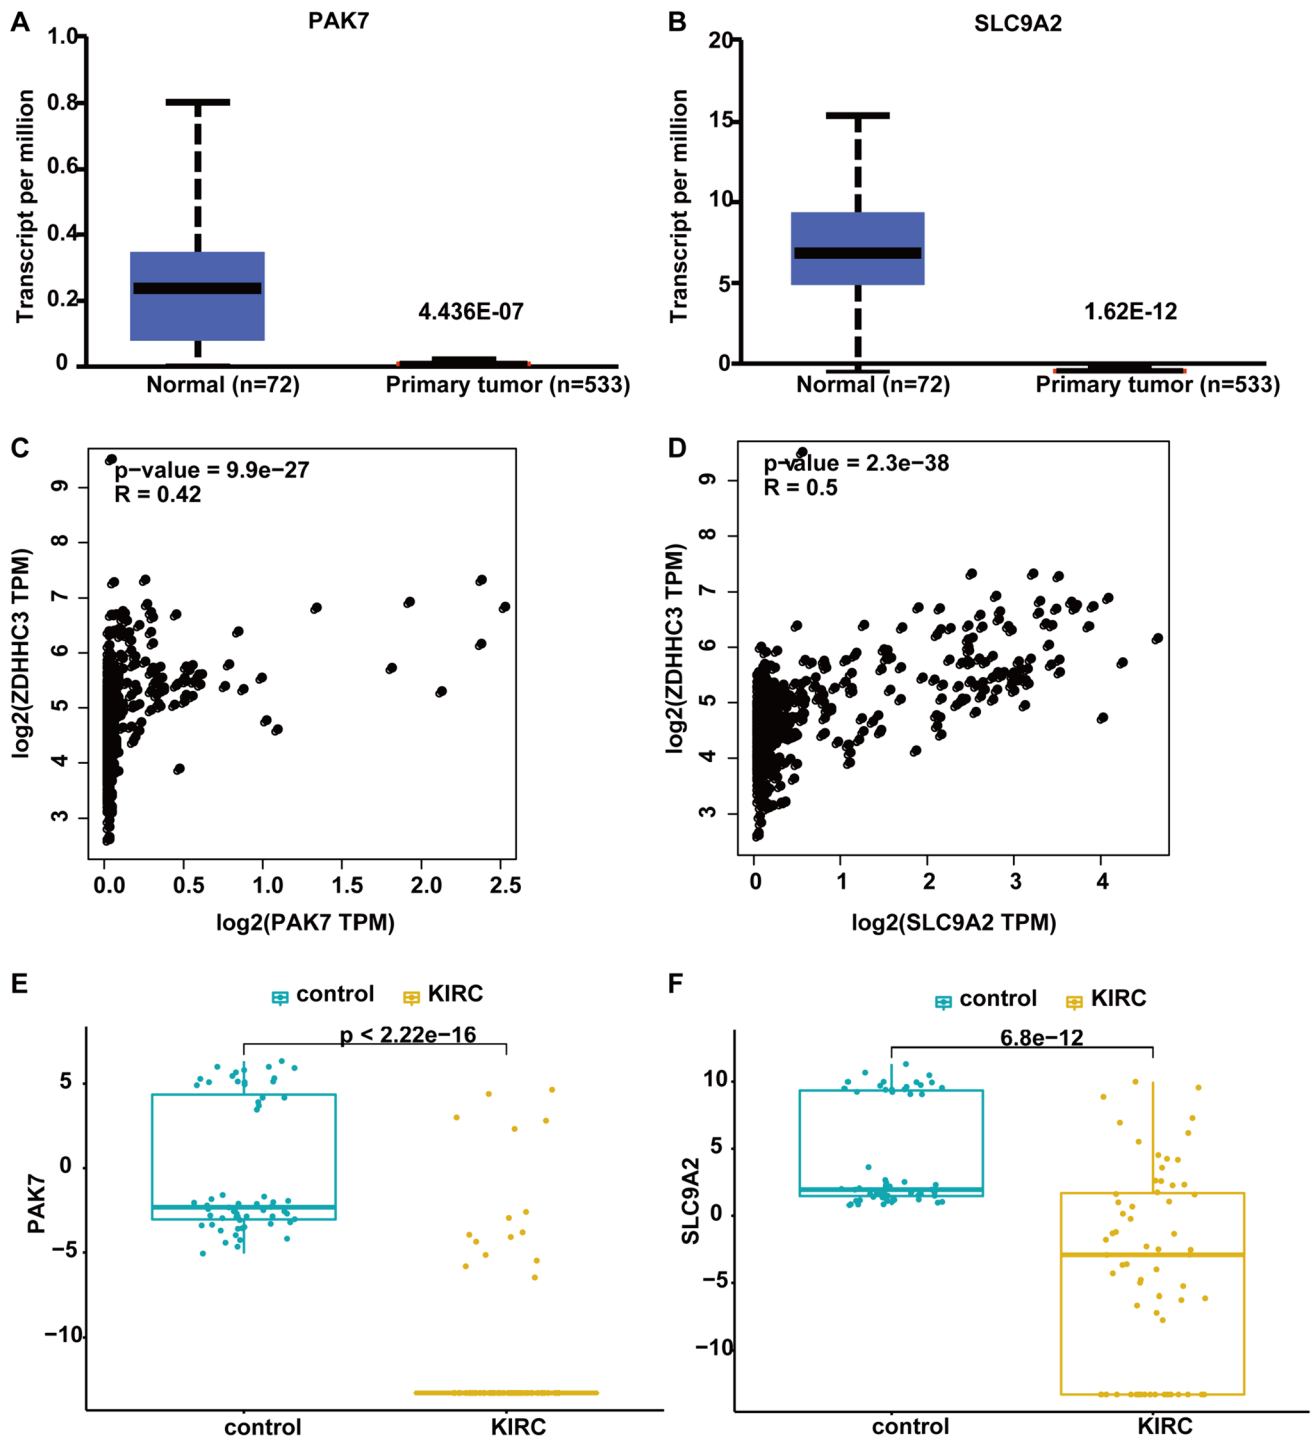 A
PAK7
Transcript per million
1.0
0.8
0.6
0.4
0.2
0
4.436E-07
Normal (n=72)
Primary tumor (n=533)
B
SLC9A2
Transcript per million
20
15
10
5
0
1.62E-12
Normal (n=72)
Primary tumor (n=533)
C
p−value = 9.9e−27
R = 0.42
log2(ZDHHC3 TPM)
9
8
7
6
5
4
3
0.0 0.5 1.0 1.5 2.0 2.5
log2(PAK7 TPM)
D
p−value = 2.3e−38
R = 0.5
log2(ZDHHC3 TPM)
9
8
7
6
5
4
3
0 1 2 3 4
log2(SLC9A2 TPM)
E
control KIRC
p < 2.22e−16
PAK7
5
0
−5
−10
control KIRC
F
control KIRC
6.8e−12
SLC9A2
10
5
0
−5
−10
control KIRC